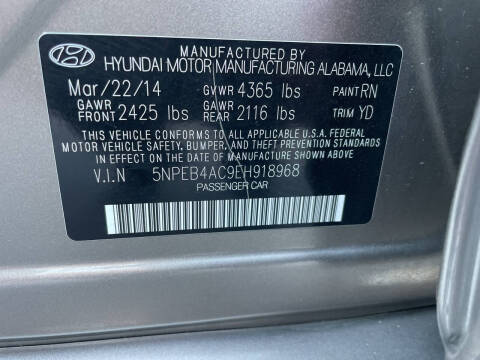 MANUFACTURED BY
HYUNDAI MOTOR MANUFACTURING ALABAMA, LLC
Mar/22/14 GVWR 4365 lbs PAINT RN
GAWR FRONT 2425 lbs GAWR REAR 2116 lbs TRIM YD
THIS VEHICLE CONFORMS TO ALL APPLICABLE U.S.A. FEDERAL
MOTOR VEHICLE SAFETY, BUMPER, AND THEFT PREVENTION STANDARDS
IN EFFECT ON THE DATE OF MANUFACTURE SHOWN ABOVE.
V.I.N 5NPEB4AC9EH918968
PASSENGER CAR